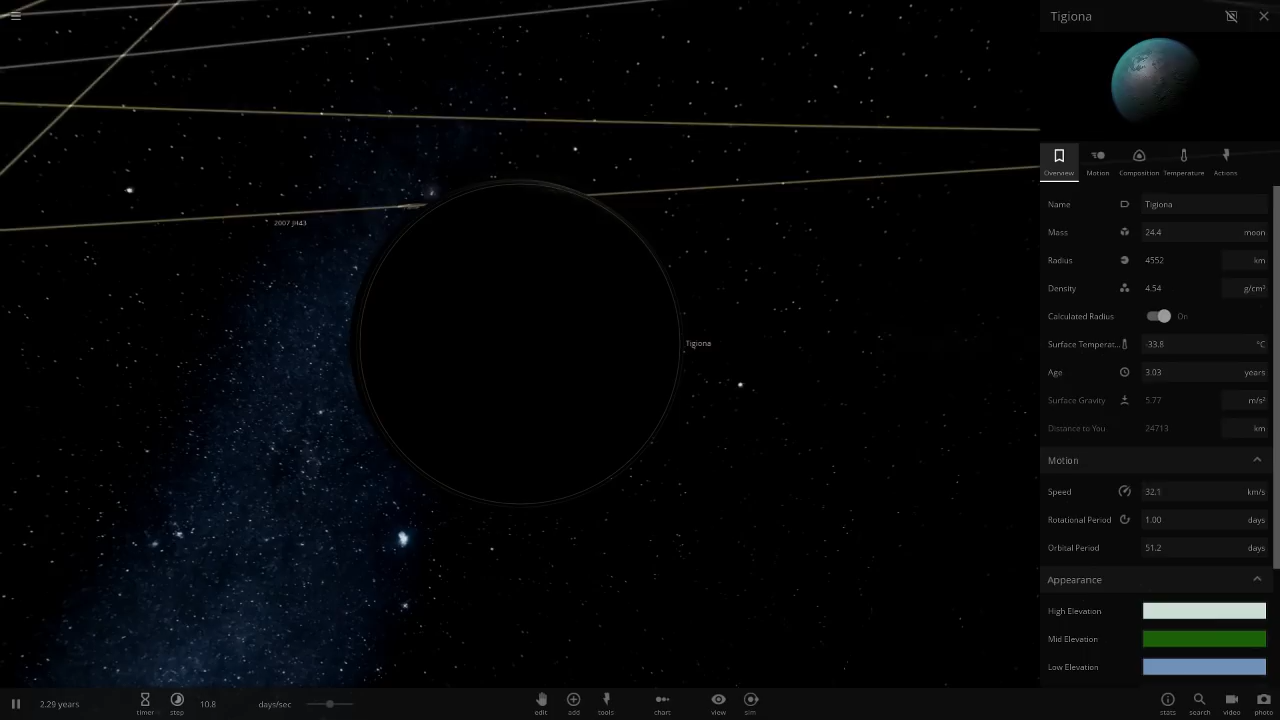 Tigiona
Overview
Motion
Composition
Temperature
Actions
Name Tigiona
Mass 24.4 moon
Radius 4552 km
Density 4.54 g/cm³
Calculated Radius On
Surface Temperat... -33.8 °C
Age 3.03 years
Surface Gravity 5.77 m/s²
Distance to You 24713 km
Motion
Speed 32.1 km/s
Rotational Period 1.00 days
Orbital Period 51.2 days
Appearance
High Elevation
Mid Elevation
Low Elevation
2007 JH43
Tigiona
2.29 years
timer
step
10.8 days/sec
edit
add
tools
chart
view
sim
stats
search
video
photo